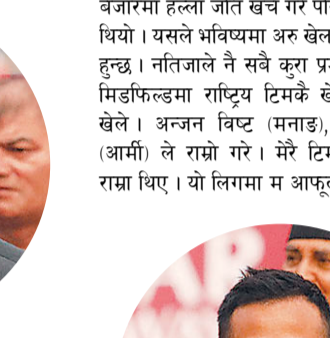 बजारमा हल्ला जति खर्च गरे पनि
थियो । यसले भविष्यमा अरु खेल
हुन्छ । नतिजाले नै सबै कुरा
मिडफिल्डमा राष्ट्रिय टिमकै
खेले । अन्जन विष्ट (मनाङ),
(आर्मी) ले राम्रो गरे । मेरै
राम्रा थिए । यो लिगमा म